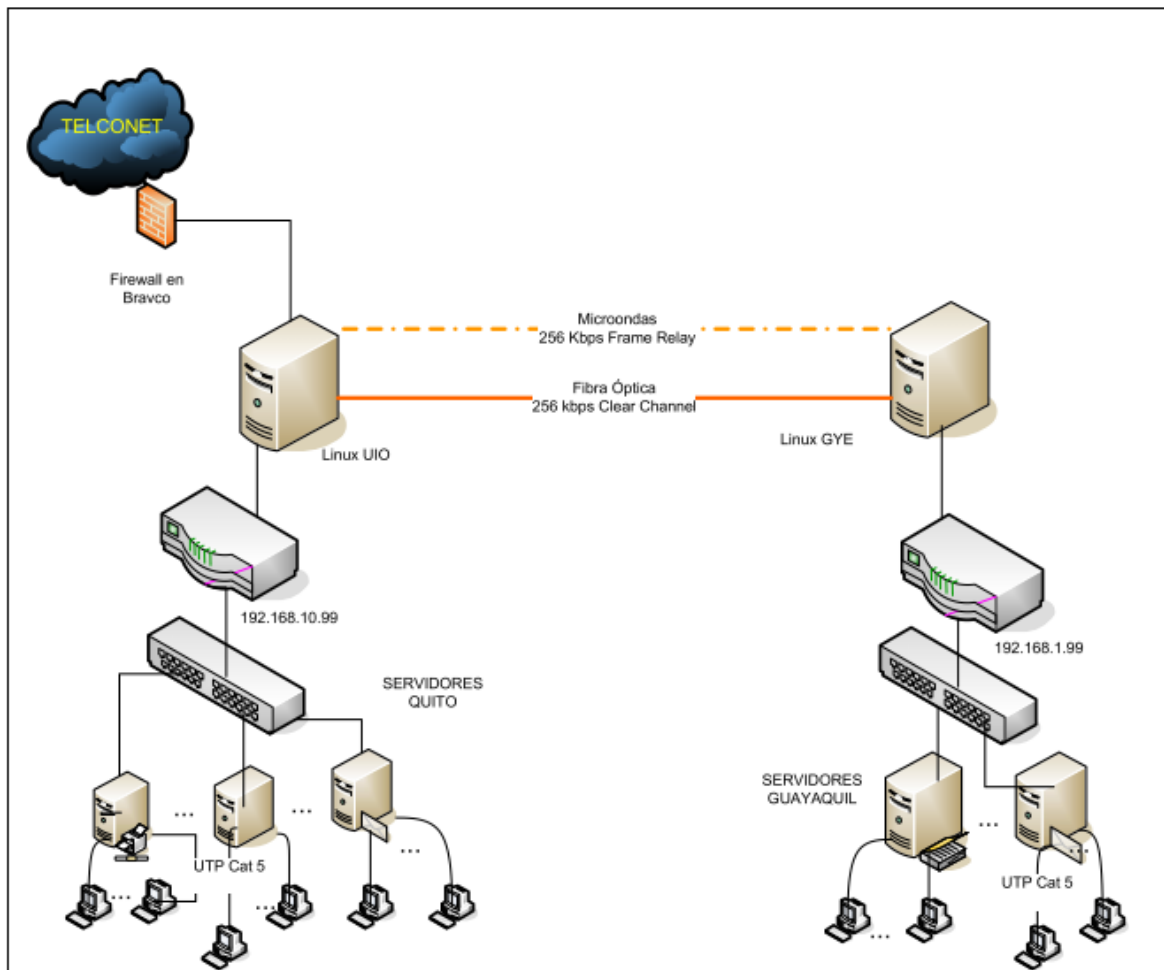 TELCONET
Firewall en
Bravco
Microondas
256 Kbps Frame Relay
Fibra Óptica
256 kbps Clear Channel
Linux UIO
Linux GYE
192.168.10.99
192.168.1.99
SERVIDORES
QUITO
SERVIDORES
GUAYAQUIL
...
...
...
...
UTP Cat 5
UTP Cat 5
...
...
...
...